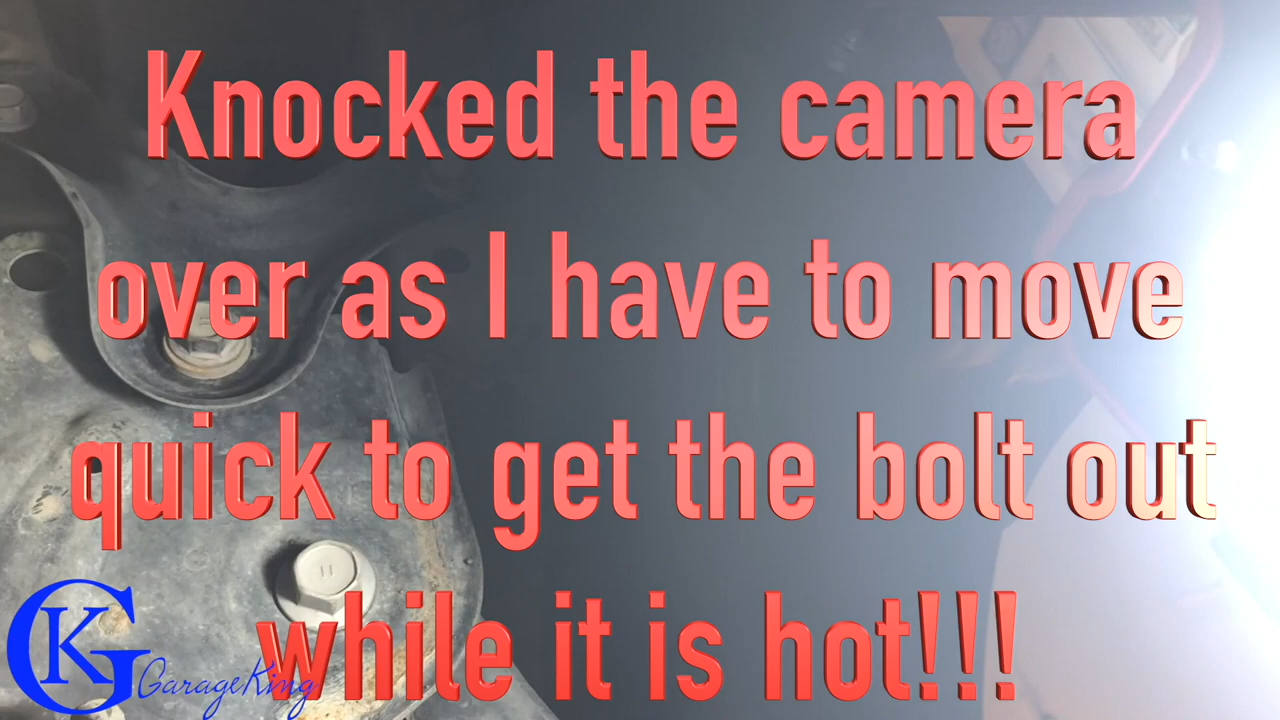 Knocked the camera
over as I have to move
quick to get the bolt out
while it is hot!!!
GK GarageKing